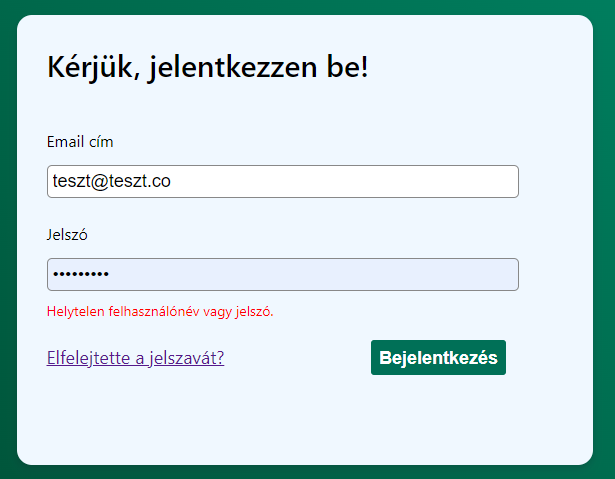 Kérjük, jelentkezzen be!
Email cím
teszt@teszt.co
Jelszó
•••••••••
Helytelen felhasználónév vagy jelszó.
Elfelejtette a jelszavát?
Bejelentkezés